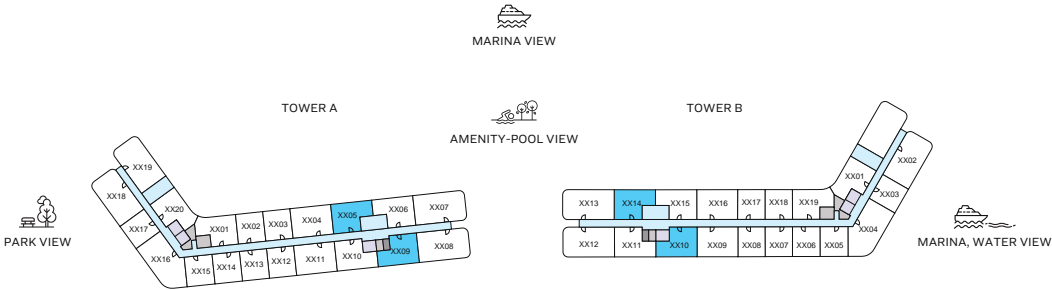 MARINA VIEW
TOWER A
TOWER B
AMENITY-POOL VIEW
PARK VIEW
MARINA, WATER VIEW
XX19
XX18
XX20
XX17
XX16
XX01
XX02
XX03
XX04
XX05
XX06
XX07
XX15
XX14
XX13
XX12
XX11
XX10
XX09
XX08
XX13
XX14
XX15
XX16
XX17
XX18
XX19
XX01
XX02
XX03
XX04
XX12
XX11
XX10
XX09
XX08
XX07
XX06
XX05